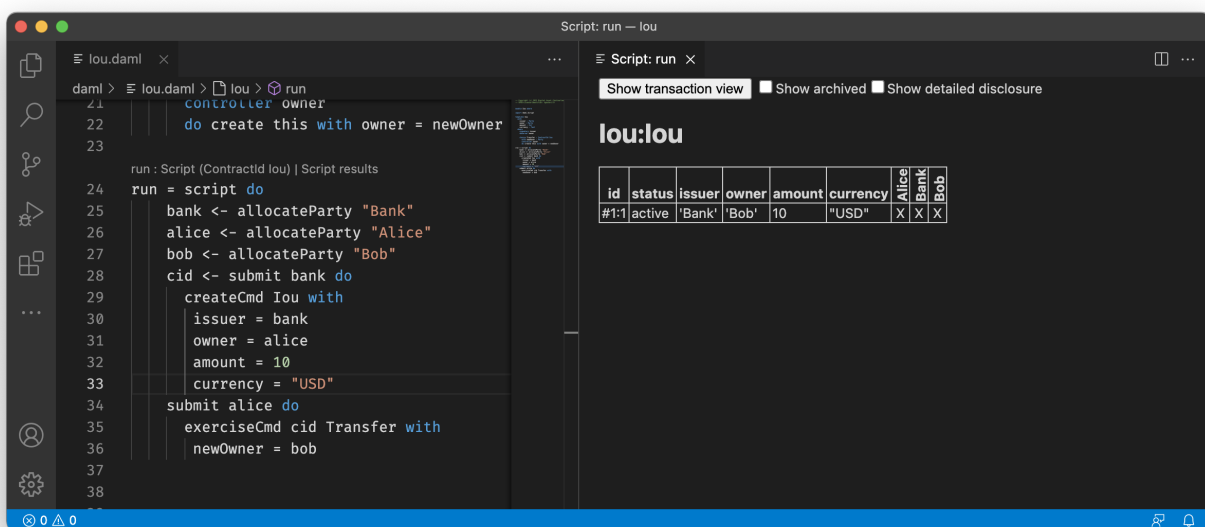 Script: run — Iou
Iou.daml
Script: run
daml > Iou.daml > Iou > run
21 controller owner
22 do create this with owner = newOwner
23
run : Script (ContractId Iou) | Script results
24 run = script do
25 bank <- allocateParty "Bank"
26 alice <- allocateParty "Alice"
27 bob <- allocateParty "Bob"
28 cid <- submit bank do
29 createCmd Iou with
30 issuer = bank
31 owner = alice
32 amount = 10
33 currency = "USD"
34 submit alice do
35 exerciseCmd cid Transfer with
36 newOwner = bob
37
38
Show transaction view Show archived Show detailed disclosure
Iou:Iou
id status issuer owner amount currency Alice Bank Bob
#1:1 active 'Bank' 'Bob' 10 "USD" X X X
0 0